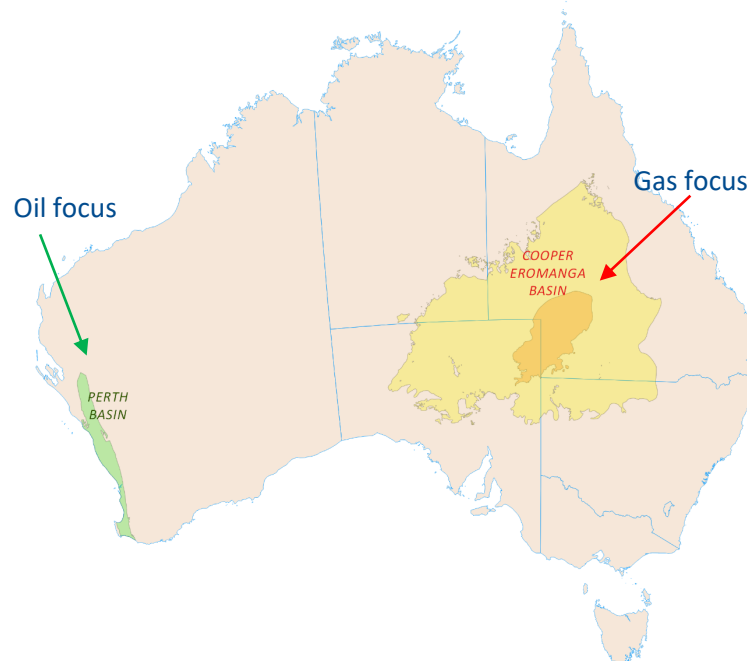 Gas focus
Oil focus
COOPER
EROMANGA
BASIN
PERTH
BASIN